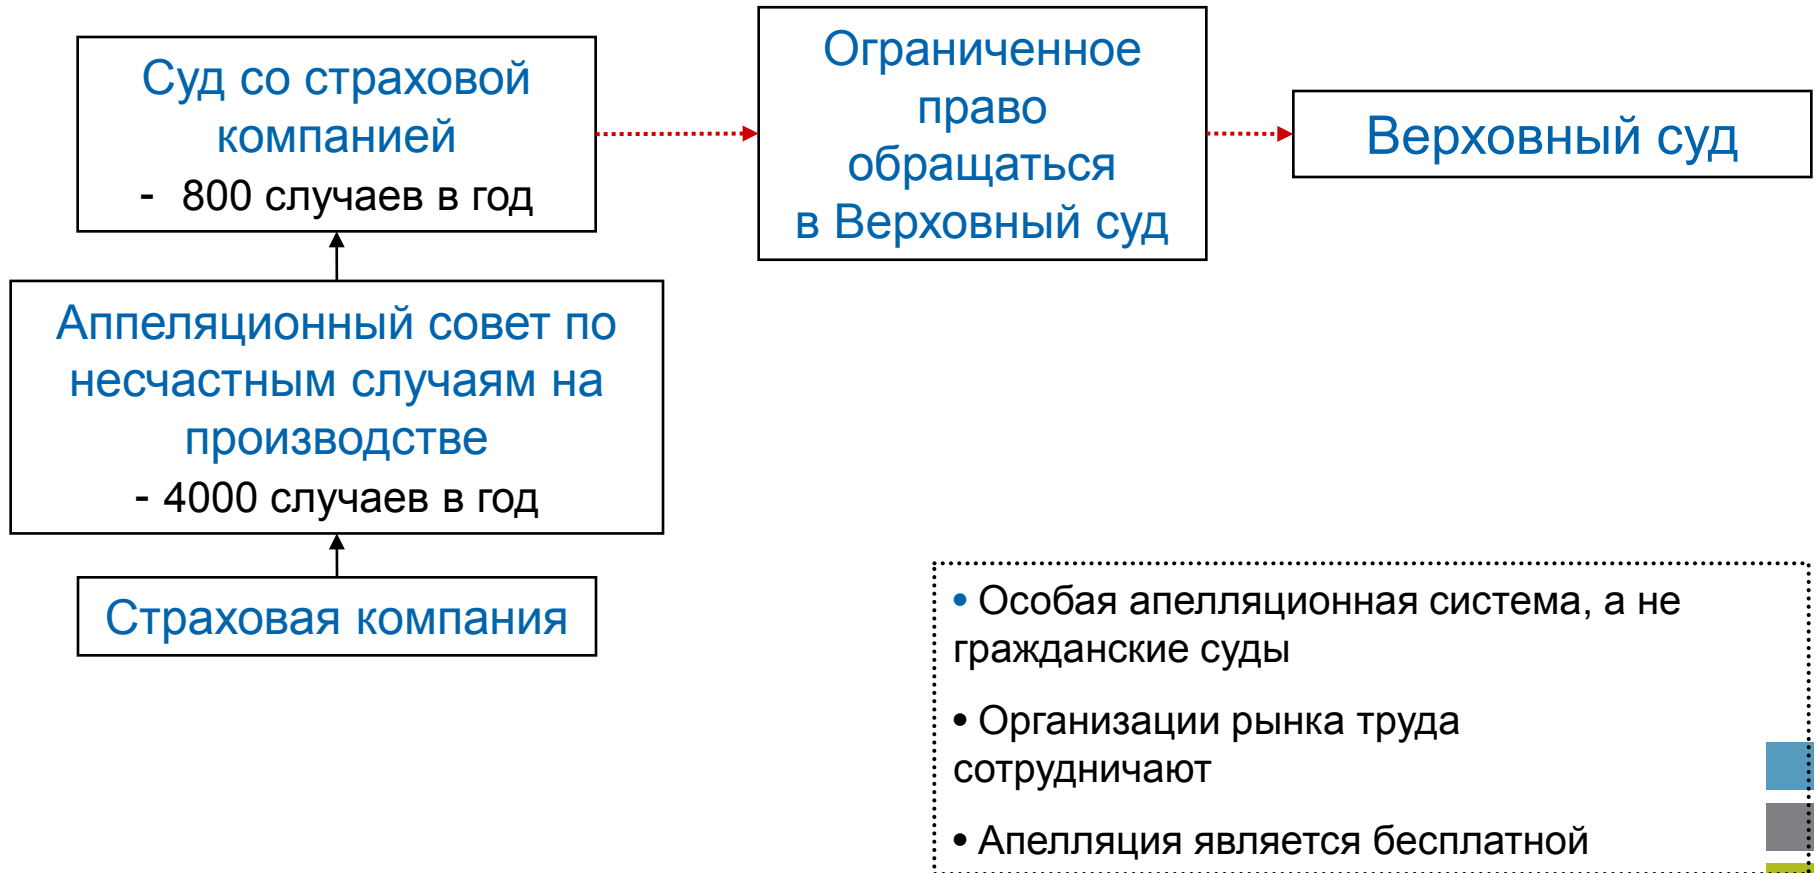 Суд со страховой
компанией
- 800 случаев в год
Ограниченное
право
обращаться
в Верховный суд
Верховный суд
Аппеляционный совет по
несчастным случаям на
производстве
- 4000 случаев в год
Страховая компания
• Особая апелляционная система, а не
гражданские суды
• Организации рынка труда
сотрудничают
• Апелляция является бесплатной